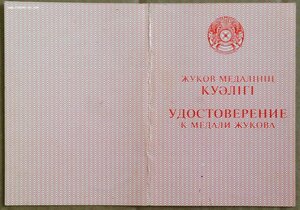 ЖУКОВ МЕДАЛІНІҢ
КУӘЛІГІ
УДОСТОВЕРЕНИЕ
К МЕДАЛИ ЖУКОВА